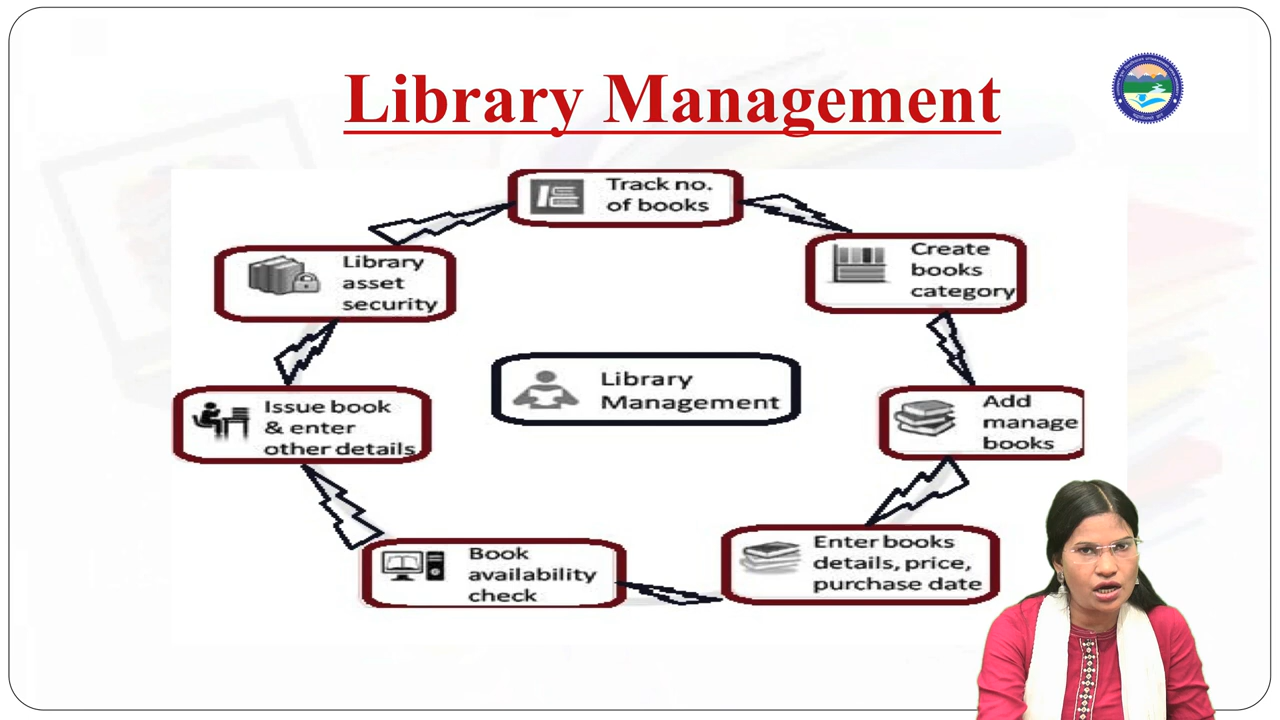 Library Management
Track no.
of books
Create
books
category
Add
manage
books
Enter books
details, price,
purchase date
Book
availability
check
Issue book
& enter
other details
Library
asset
security
Library
Management